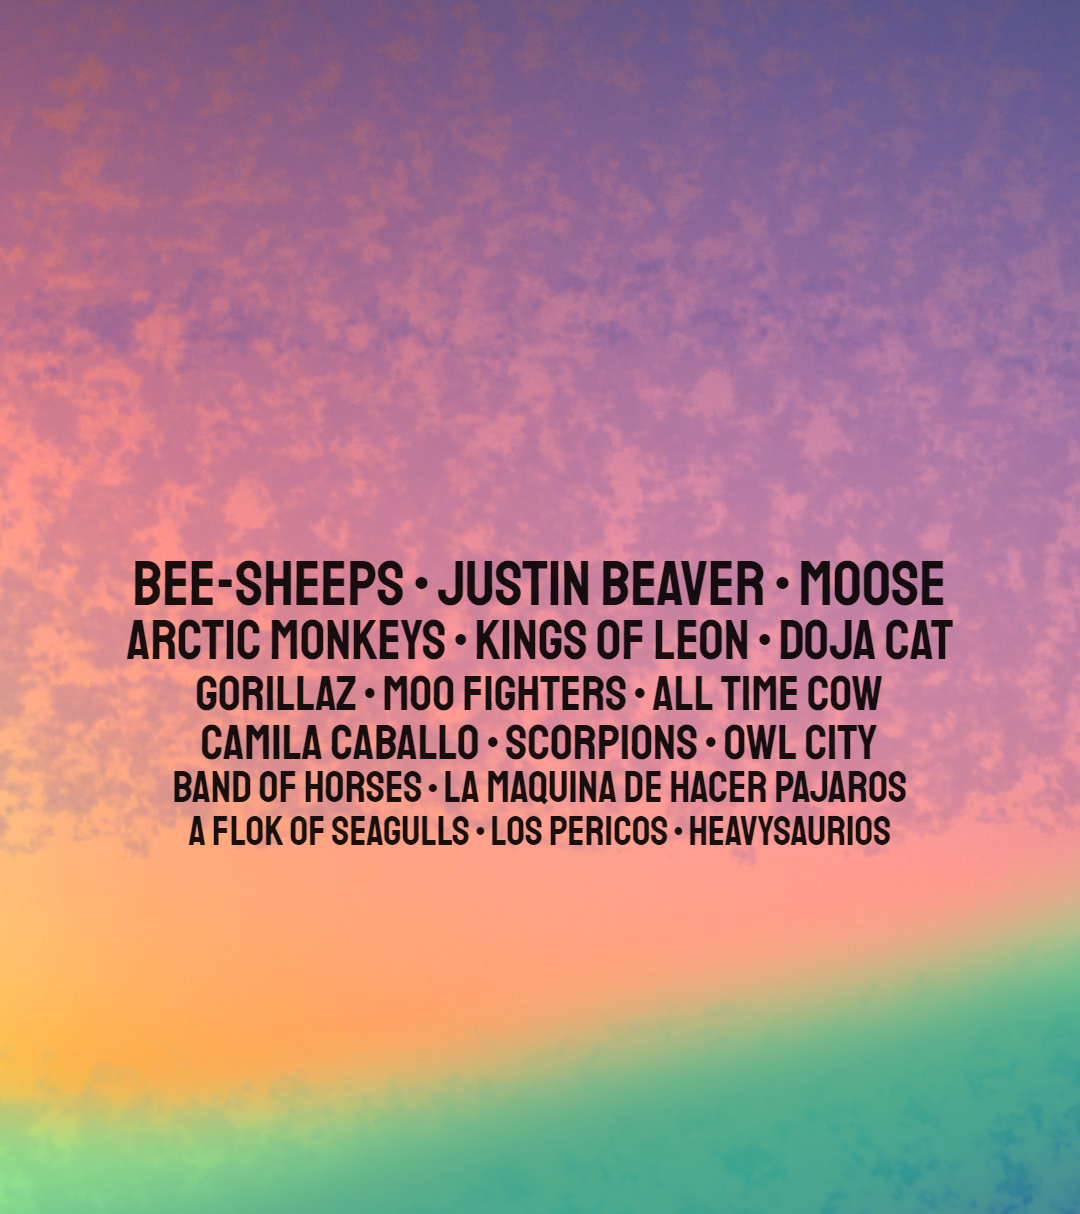 BEE-SHEEPS • JUSTIN BEAVER • MOOSE
ARCTIC MONKEYS • KINGS OF LEON • DOJA CAT
GORILLAZ • MOO FIGHTERS • ALL TIME COW
CAMILA CABALLO • SCORPIONS • OWL CITY
BAND OF HORSES • LA MAQUINA DE HACER PAJAROS
A FLOK OF SEAGULLS • LOS PERICOS • HEAVYSAURIOS